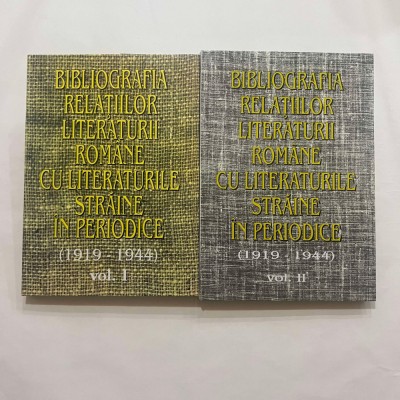 BIBLIOGRAFIA
RELAȚIILOR
LITERATURII
ROMÂNE
CU LITERATURILE
STRĂINE
ÎN PERIODICE
(1919 - 1944)
vol. I
BIBLIOGRAFIA
RELAȚIILOR
LITERATURII
ROMÂNE
CU LITERATURILE
STRĂINE
ÎN PERIODICE
(1919 - 1944)
vol. II